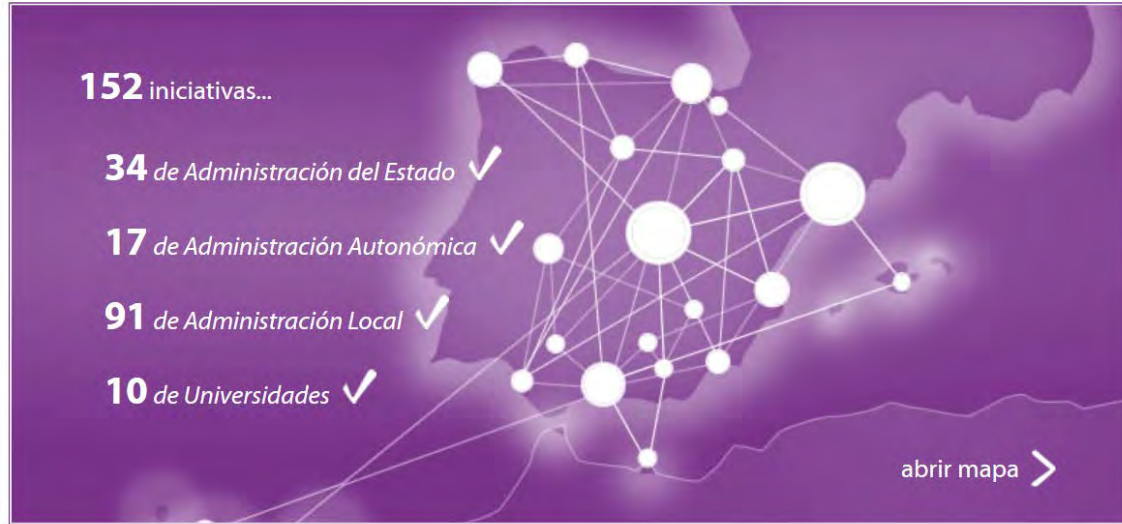 152 iniciativas...
34 de Administración del Estado
17 de Administración Autonómica
91 de Administración Local
10 de Universidades
abrir mapa